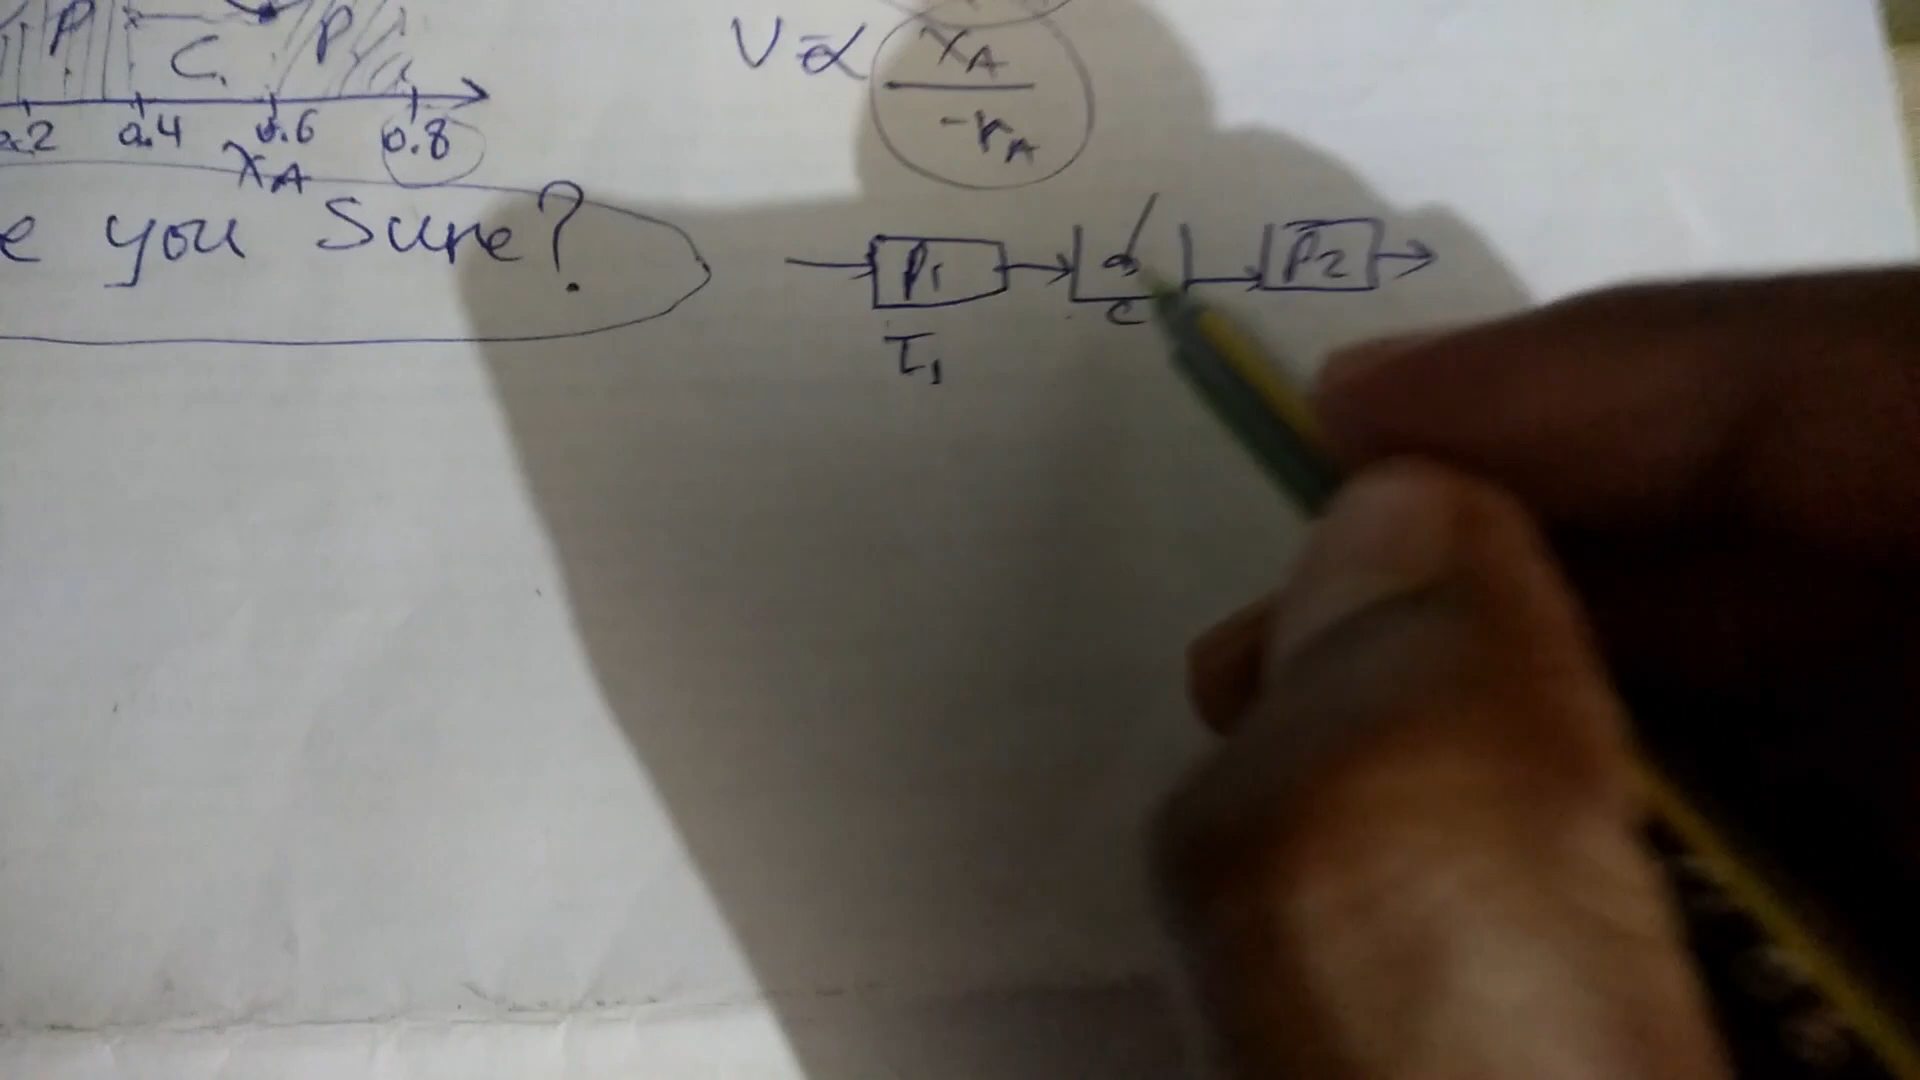 P C. P
0.2 0.4 0.6 0.8
XA
e you Sure?
V = α XA
-rA
P1 C P2
τ1